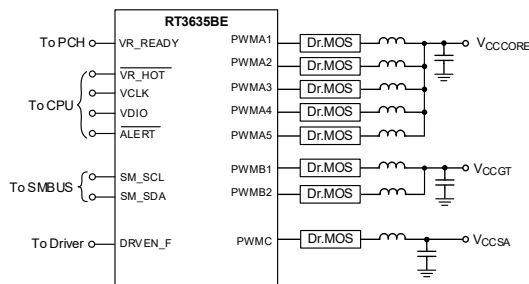 RT3635BE
To PCH
VR_READY
To CPU
VR_HOT
VCLK
VDIO
ALERT
To SMBUS
SM_SCL
SM_SDA
To Driver
DRVEN_F
PWMA1 Dr.MOS VCCCORE
PWMA2 Dr.MOS
PWMA3 Dr.MOS
PWMA4 Dr.MOS
PWMA5 Dr.MOS
PWMB1 Dr.MOS VCCGT
PWMB2 Dr.MOS
PWMC Dr.MOS VCCSA